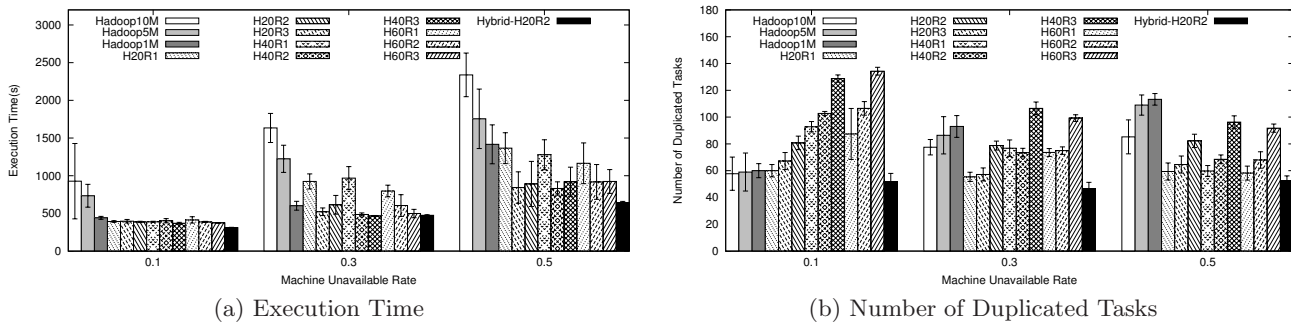 Hadoop10M
Hadoop5M
Hadoop1M
H20R1
H20R2
H20R3
H40R1
H40R2
H40R3
H60R1
H60R2
H60R3
Hybrid-H20R2
3000
2500
2000
1500
1000
500
0
Execution Time(s)
0.1 0.3 0.5
Machine Unavailable Rate
(a) Execution Time
Hadoop10M
Hadoop5M
Hadoop1M
H20R1
H20R2
H20R3
H40R1
H40R2
H40R3
H60R1
H60R2
H60R3
Hybrid-H20R2
180
160
140
120
100
80
60
40
20
0
Number of Duplicated Tasks
0.1 0.3 0.5
Machine Unavailable Rate
(b) Number of Duplicated Tasks